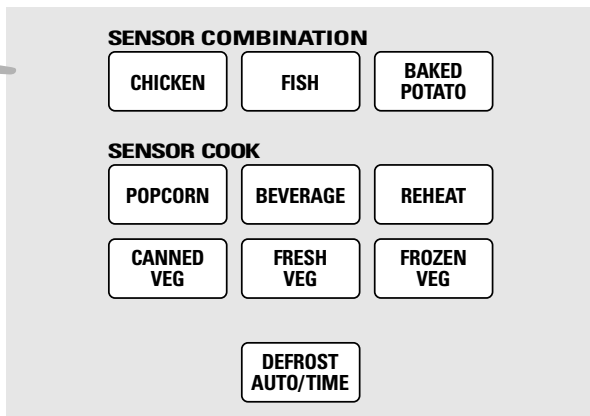 SENSOR COMBINATION
CHICKEN
FISH
BAKED
POTATO
SENSOR COOK
POPCORN
BEVERAGE
REHEAT
CANNED
VEG
FRESH
VEG
FROZEN
VEG
DEFROST
AUTO/TIME